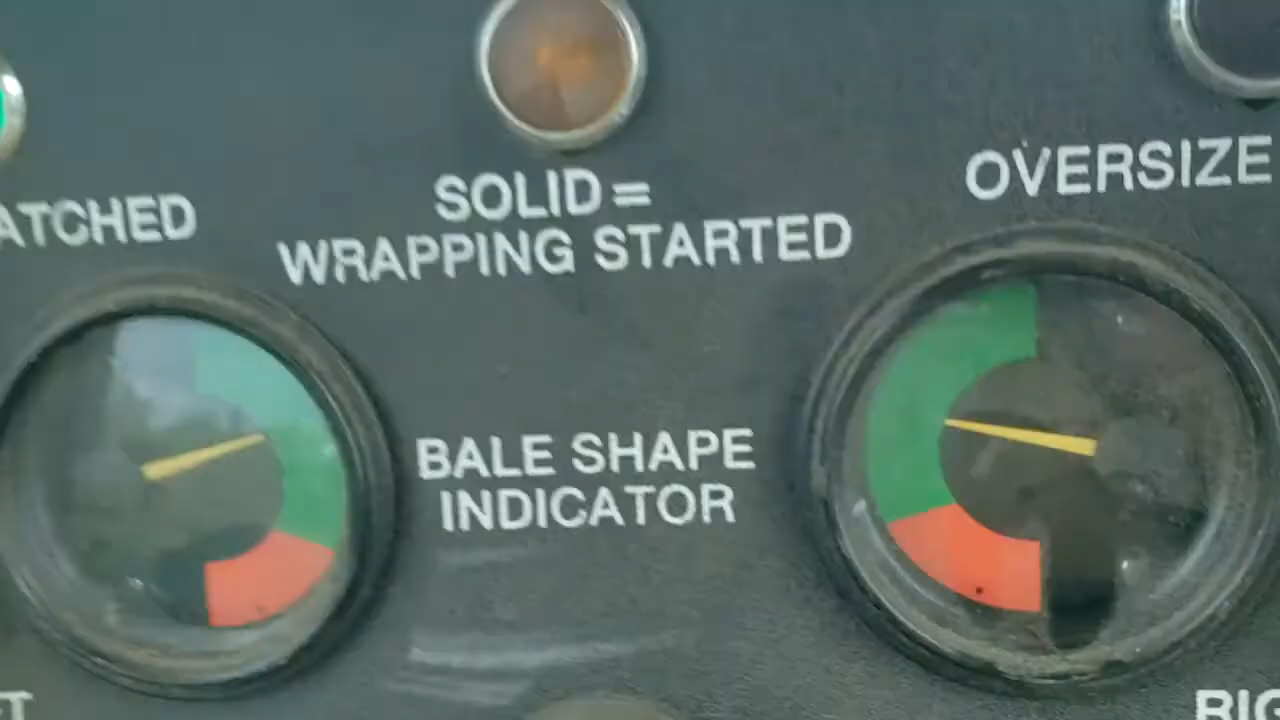 OVERSIZE
ATCHED
SOLID =
WRAPPING STARTED
BALE SHAPE
INDICATOR